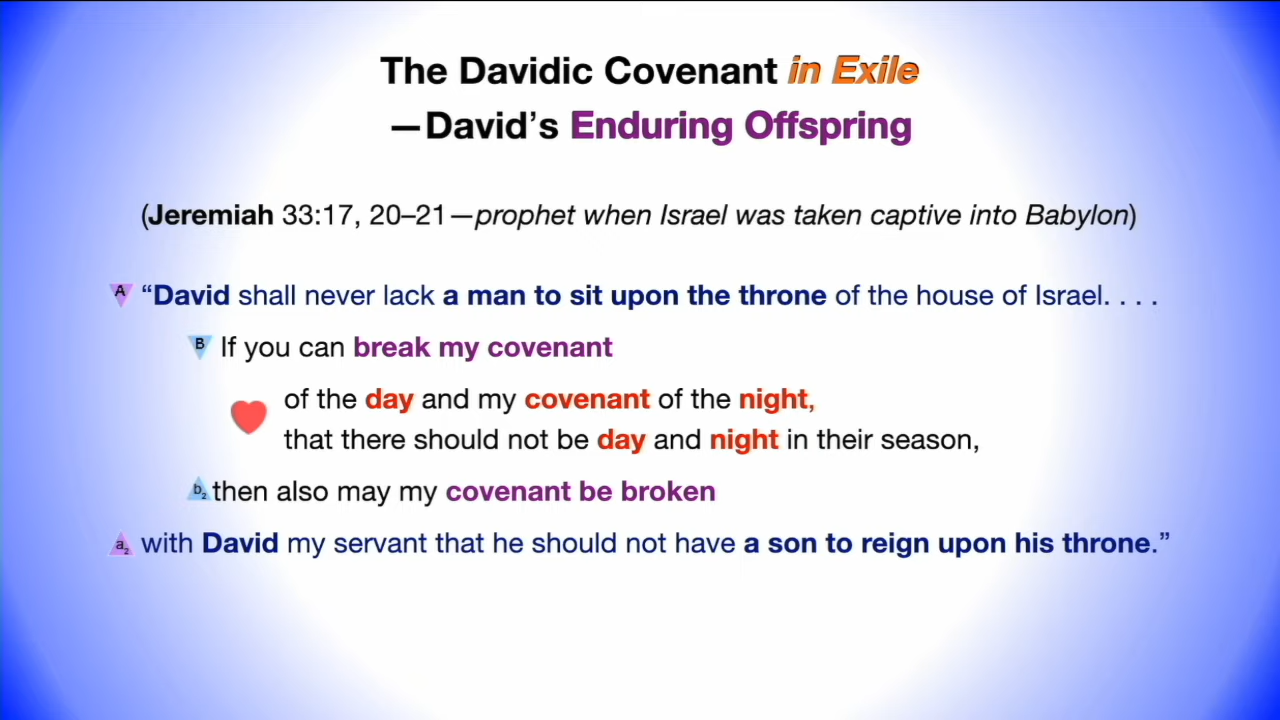 The Davidic Covenant in Exile
—David’s Enduring Offspring
(Jeremiah 33:17, 20–21—prophet when Israel was taken captive into Babylon)
A “David shall never lack a man to sit upon the throne of the house of Israel. . . .
B If you can break my covenant
of the day and my covenant of the night,
that there should not be day and night in their season,
b2 then also may my covenant be broken
a2 with David my servant that he should not have a son to reign upon his throne.”